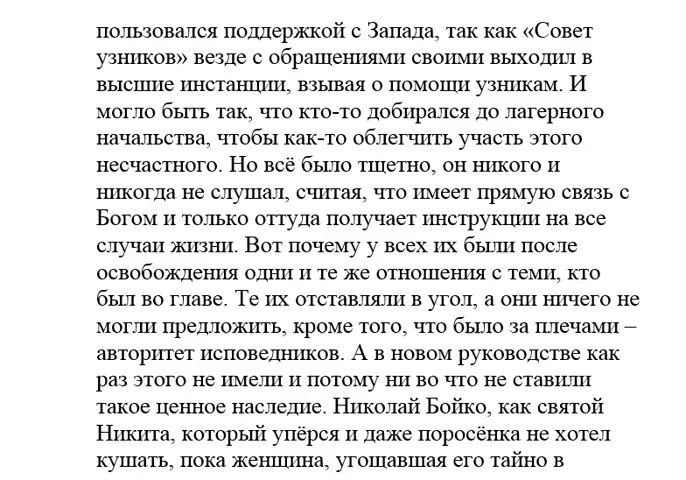 пользовался поддержкой с Запада, так как «Совет
узников» везде с обращениями своими выходил в
высшие инстанции, взывая о помощи узникам. И
могло быть так, что кто-то добирался до лагерного
начальства, чтобы как-то облегчить участь этого
несчастного. Но всё было тщетно, он никого и
никогда не слушал, считая, что имеет прямую связь с
Богом и только оттуда получает инструкции на все
случаи жизни. Вот почему у всех их были после
освобождения одни и те же отношения с теми, кто
был во главе. Те их отставляли в угол, а они ничего не
могли предложить, кроме того, что было за плечами –
авторитет исповедников. А в новом руководстве как
раз этого не имели и потому ни во что не ставили
такое ценное наследие. Николай Бойко, как святой
Никита, который упёрся и даже поросёнка не хотел
кушать, пока женщина, угощавшая его тайно в